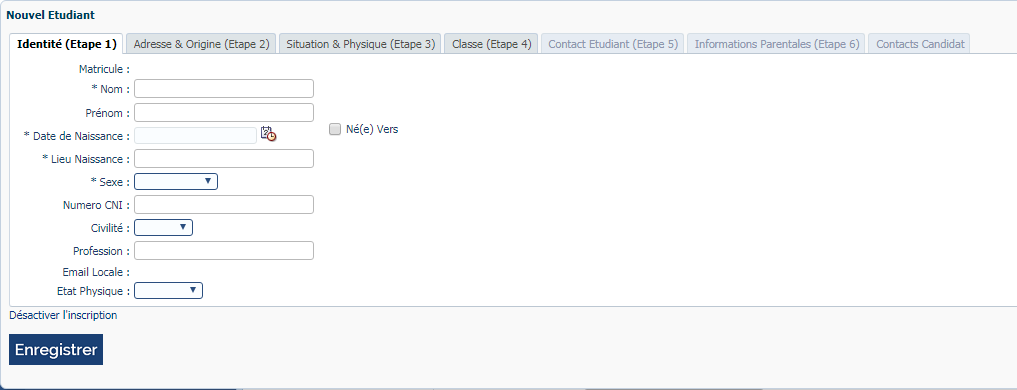 Nouvel Etudiant
Identité (Etape 1) Adresse & Origine (Etape 2) Situation & Physique (Etape 3) Classe (Etape 4) Contact Etudiant (Etape 5) Informations Parentales (Etape 6) Contacts Candidat
Matricule :
* Nom :
Prénom :
* Date de Naissance : Né(e) Vers
* Lieu Naissance :
* Sexe :
Numero CNI :
Civilité :
Profession :
Email Locale :
Etat Physique :
Désactiver l'inscription
Enregistrer